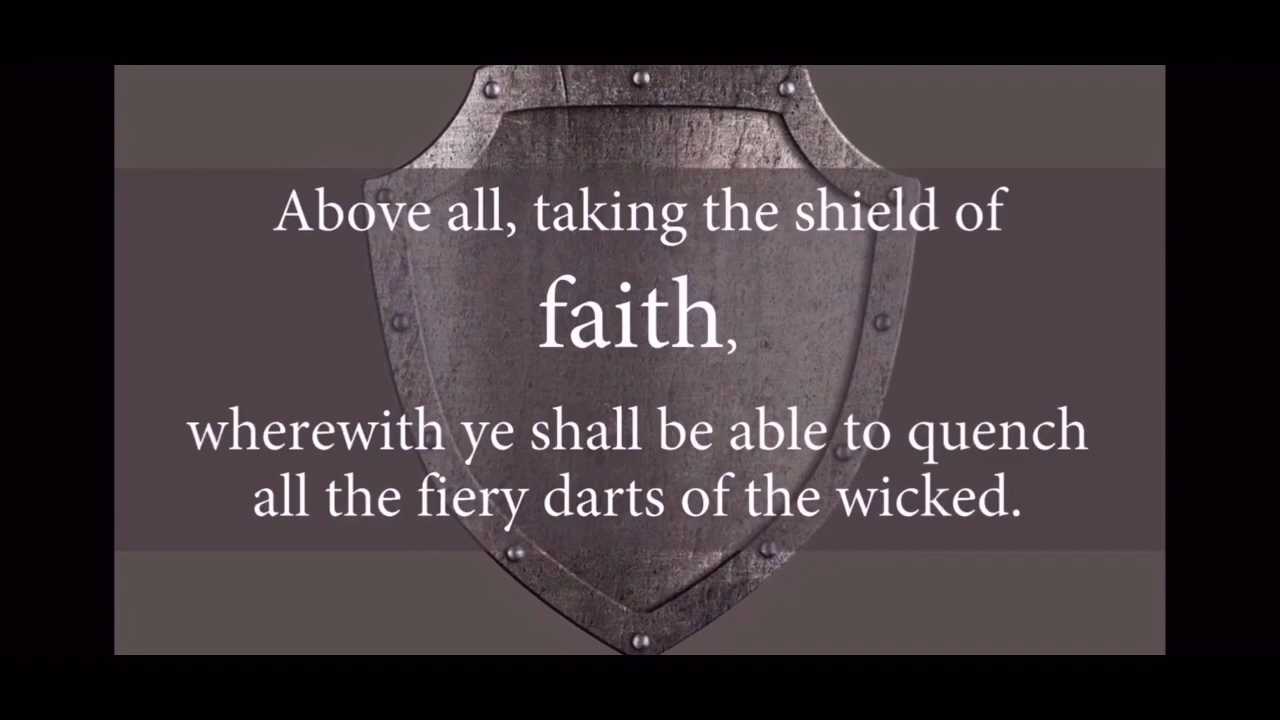 Above all, taking the shield of
faith,
wherewith ye shall be able to quench
all the fiery darts of the wicked.